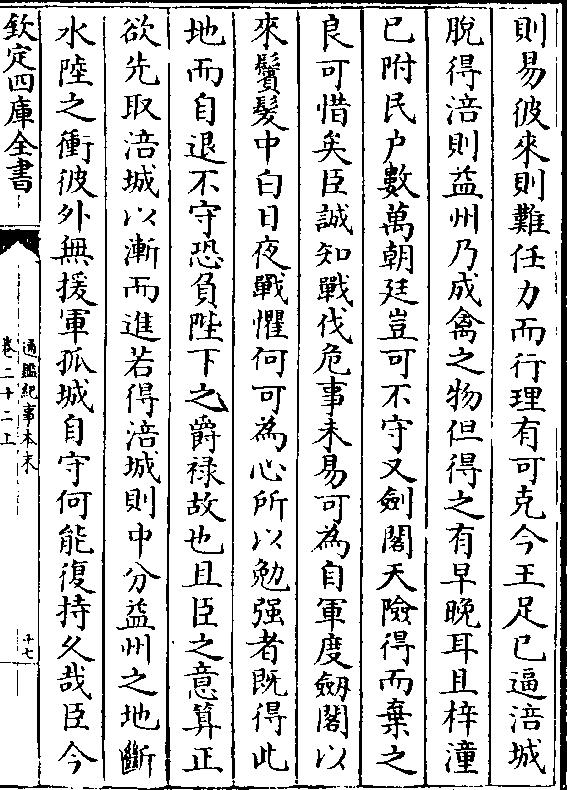 則易彼來則難任力而行理有可克今王足已逼涪城
脫得涪則益州乃成禽之物但得之有早晚耳且梓潼
已附民户數萬朝廷豈可不守又劍閣天險得而棄之
良可惜矣臣誠知戰伐危事未易可為自軍度劔閣以
來鬢髮中白日夜戰懼何可為心所以勉强者既得此
地而自退不守恐負陛下之爵禄故也且臣之意算正
欲先取涪城以漸而進若得涪城則中分益州之地斷
水陸之衝彼外無援軍孤城自守何能復持久哉臣今
欽定四庫全書
通鑑紀事本末
卷二十二上
十七